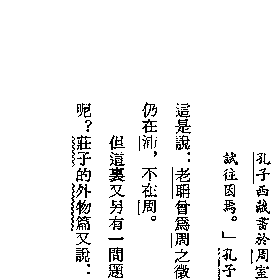 孔子西藏書於周室
試往因焉。」孔子
這是說：老聃曾爲周之徵
仍在沛，不在周。
但這裏又另有一問題
呢？莊子的外物篇又說：